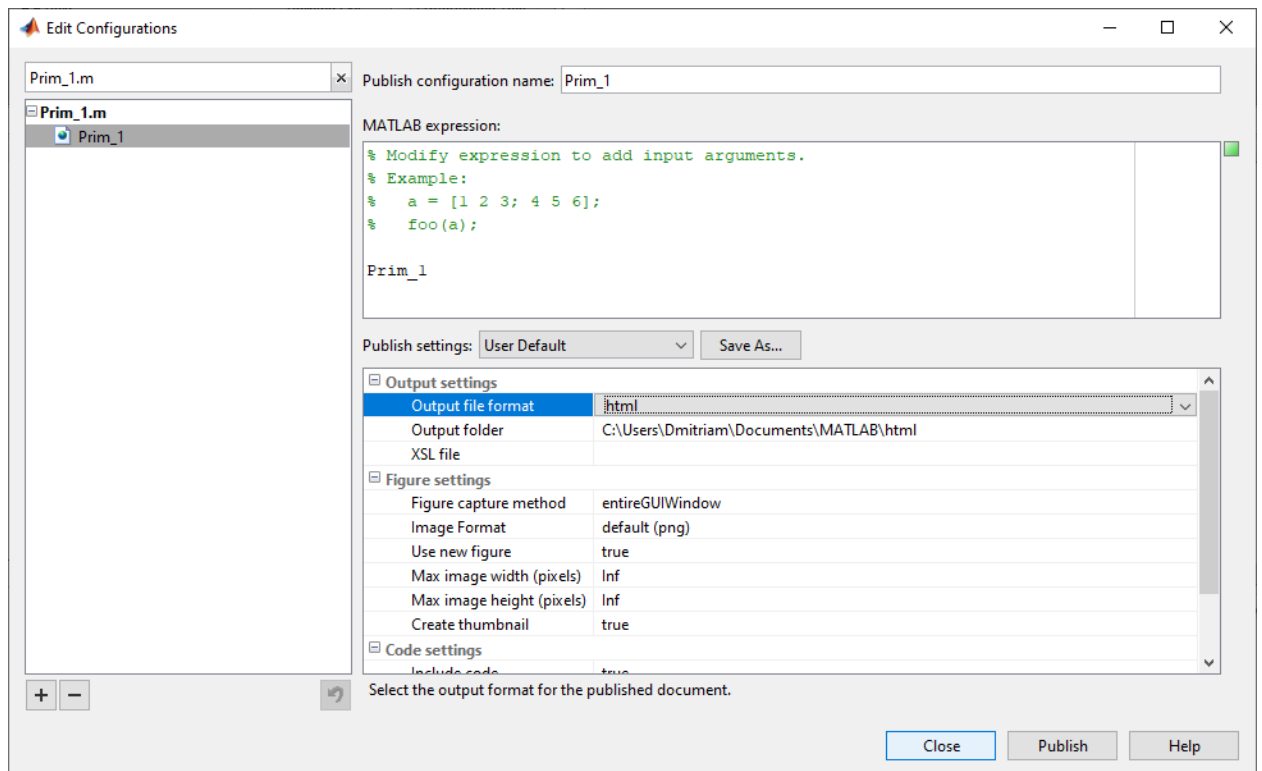 Edit Configurations
Prim_1.m
Publish configuration name: Prim_1
Prim_1.m
Prim_1
MATLAB expression:
% Modify expression to add input arguments.
% Example:
%   a = [1 2 3; 4 5 6];
%   foo(a);
Prim_1
Publish settings: User Default Save As...
Output settings
Output file format html
Output folder C:\Users\Dmitriam\Documents\MATLAB\html
XSL file
Figure settings
Figure capture method entireGUIWindow
Image Format default (png)
Use new figure true
Max image width (pixels) Inf
Max image height (pixels) Inf
Create thumbnail true
Code settings
Include code true
Select the output format for the published document.
Close Publish Help